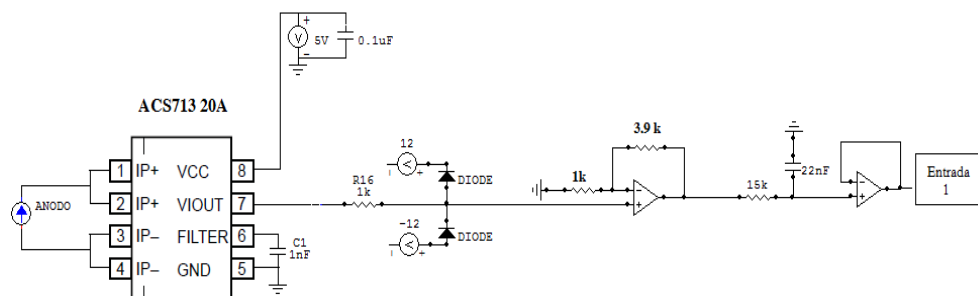 5V
0.1uF
ACS713 20A
1 IP+ VCC 8
2 IP+ VIOUT 7
3 IP− FILTER 6
4 IP− GND 5
ANODO
C1
1nF
R16
1k
12
DIODE
-12
DIODE
1k
3.9 k
15k
22nF
Entrada
1